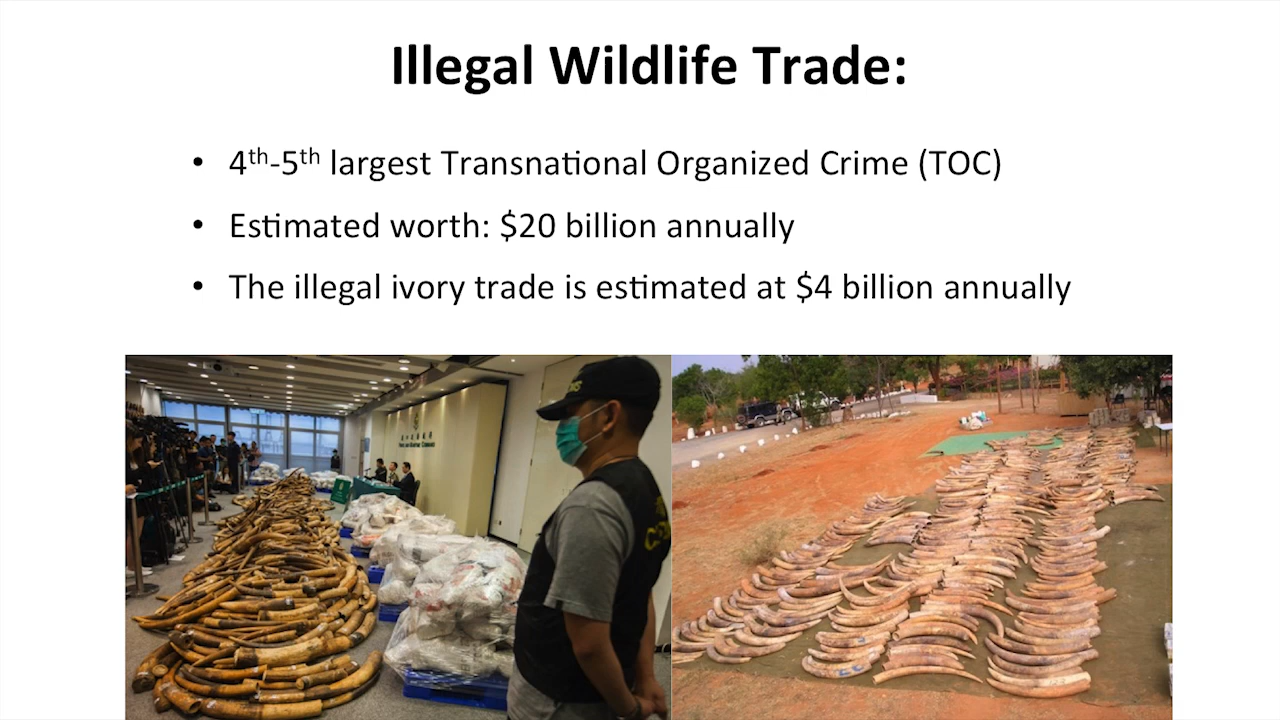 Illegal Wildlife Trade:
• 4th-5th largest Transnational Organized Crime (TOC)
• Estimated worth: $20 billion annually
• The illegal ivory trade is estimated at $4 billion annually